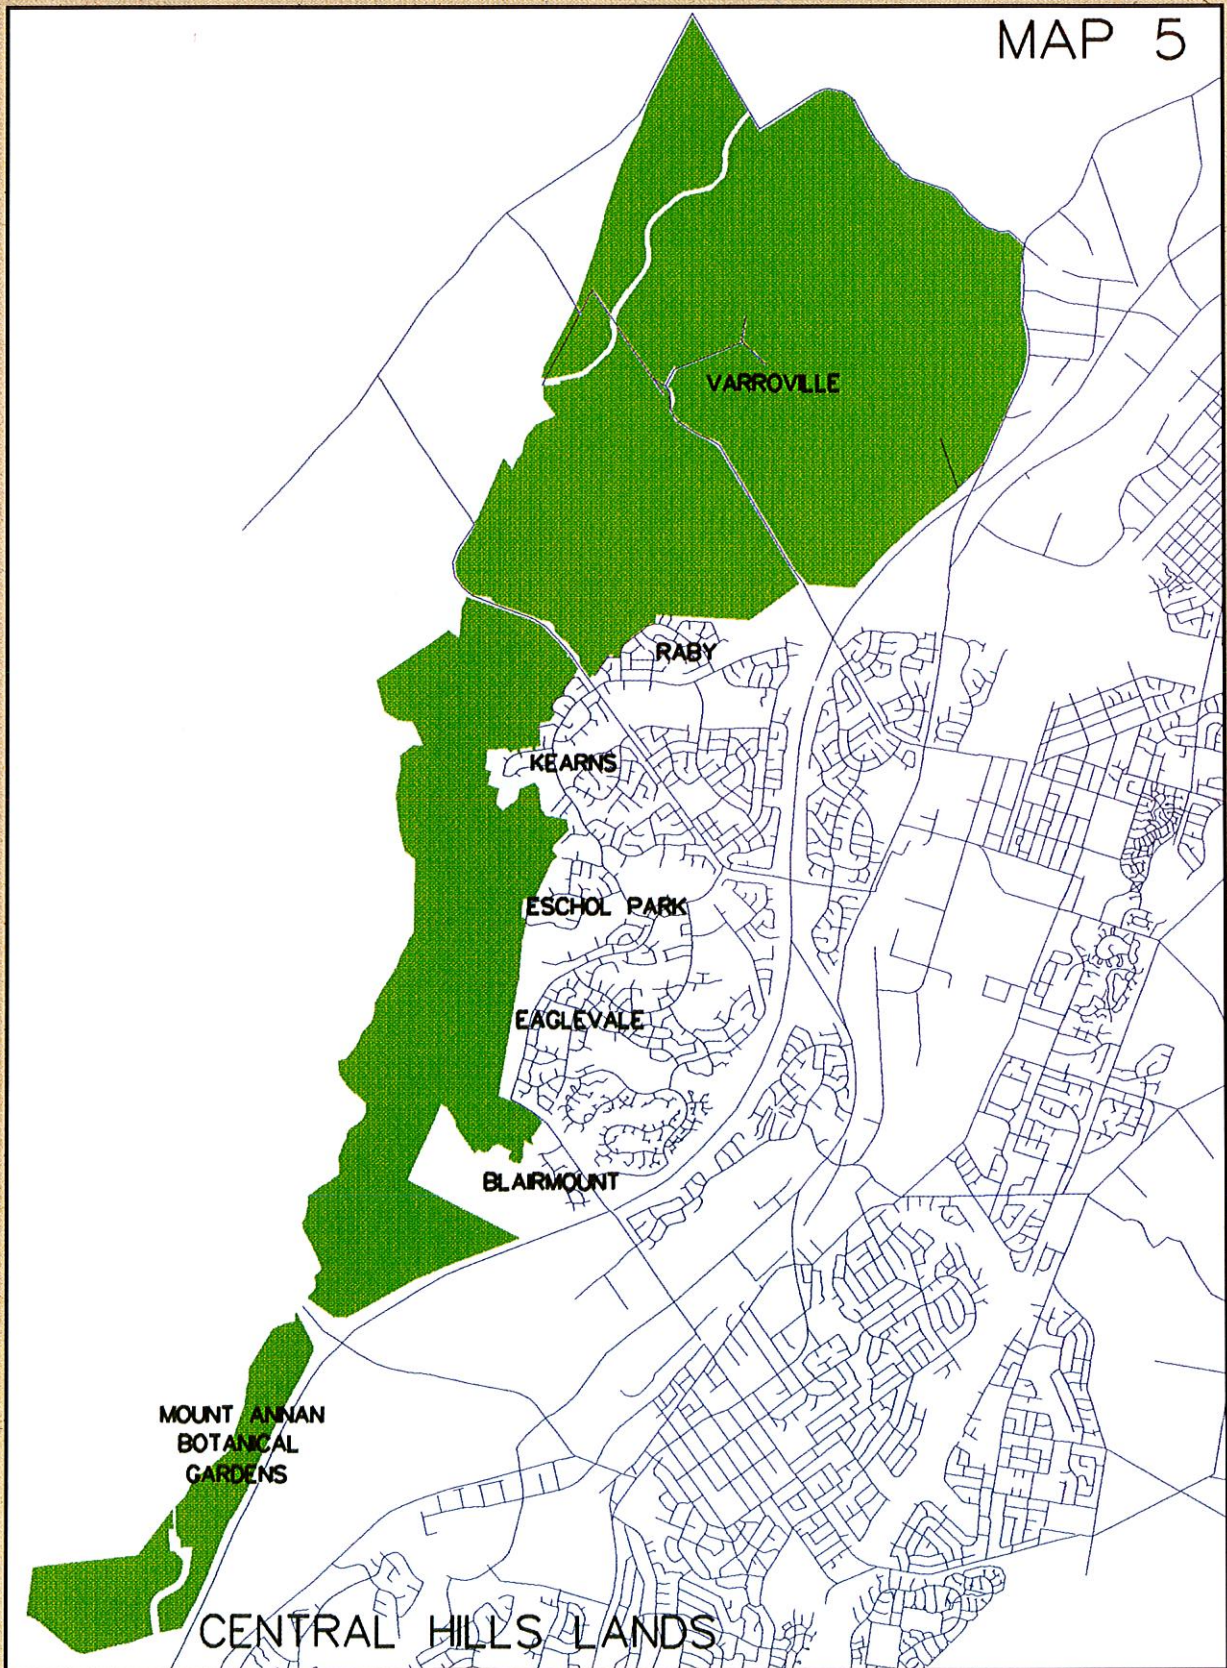 MAP 5
VARROVILLE
RABY
KEARNS
ESCHOL PARK
EAGLEVALE
BLAIRMOUNT
MOUNT ANNAN
BOTANICAL
GARDENS
CENTRAL HILLS LANDS